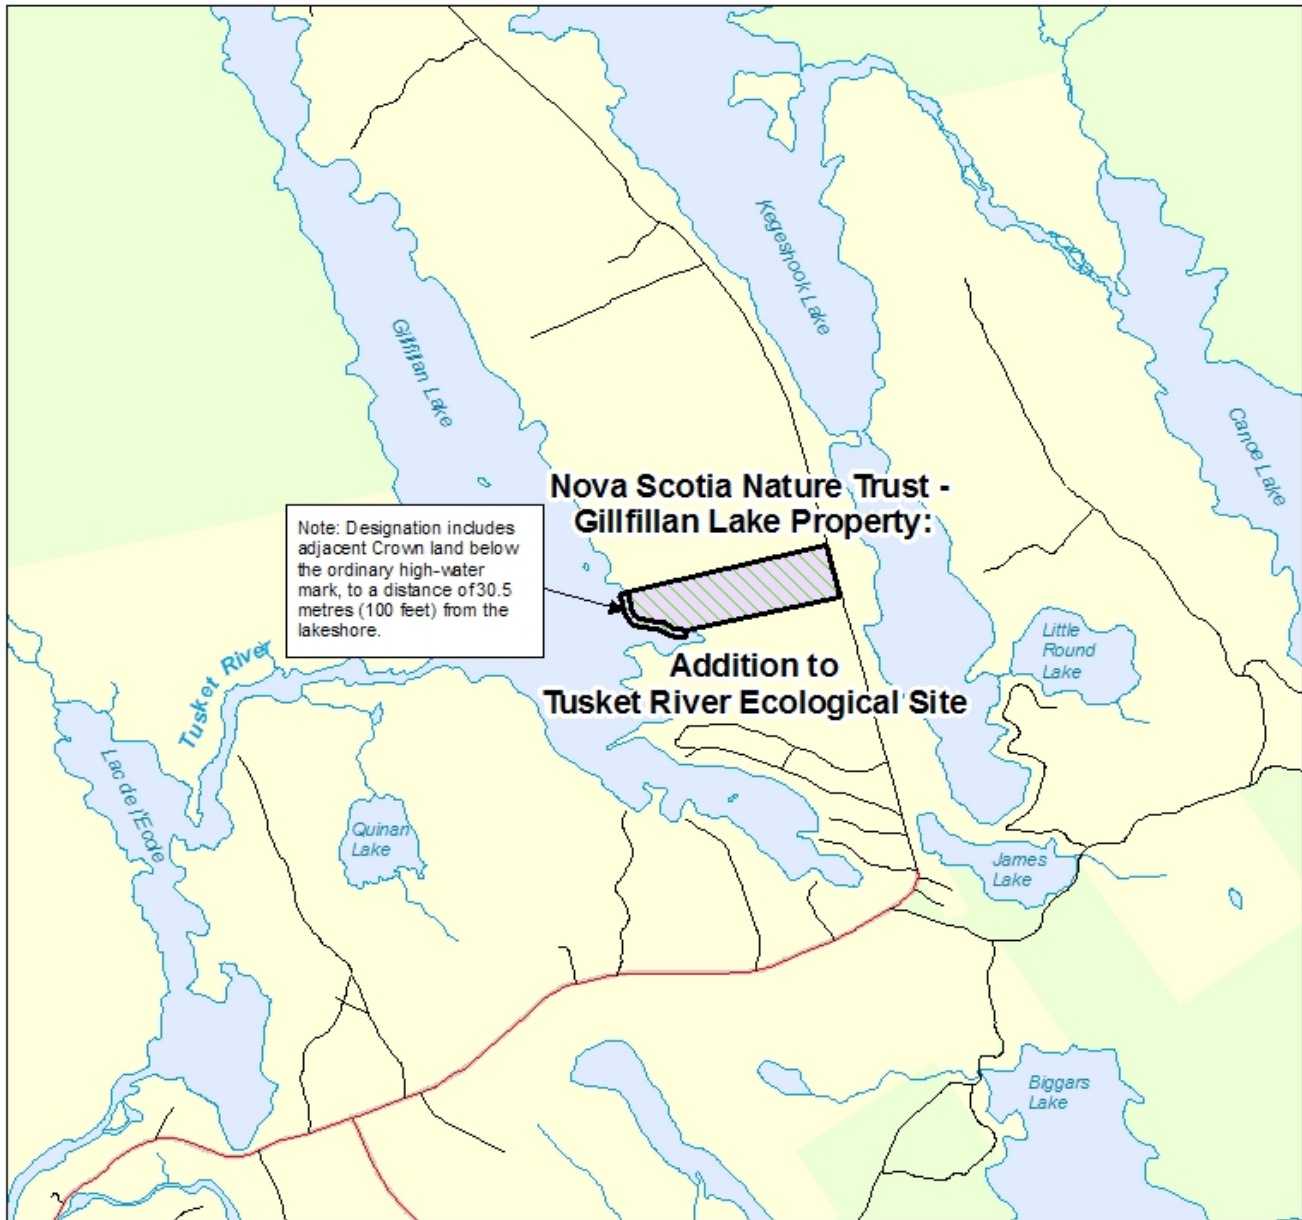 Kegeshook Lake
Gillfillan Lake
Canoe Lake
Nova Scotia Nature Trust -
Gillfillan Lake Property:
Note: Designation includes
adjacent Crown land below
the ordinary high-water
mark, to a distance of 30.5
metres (100 feet) from the
lakeshore.
Little
Round
Lake
Tusket River
Addition to
Tusket River Ecological Site
Lac de l'Ecole
Quinan
Lake
James
Lake
Biggars
Lake